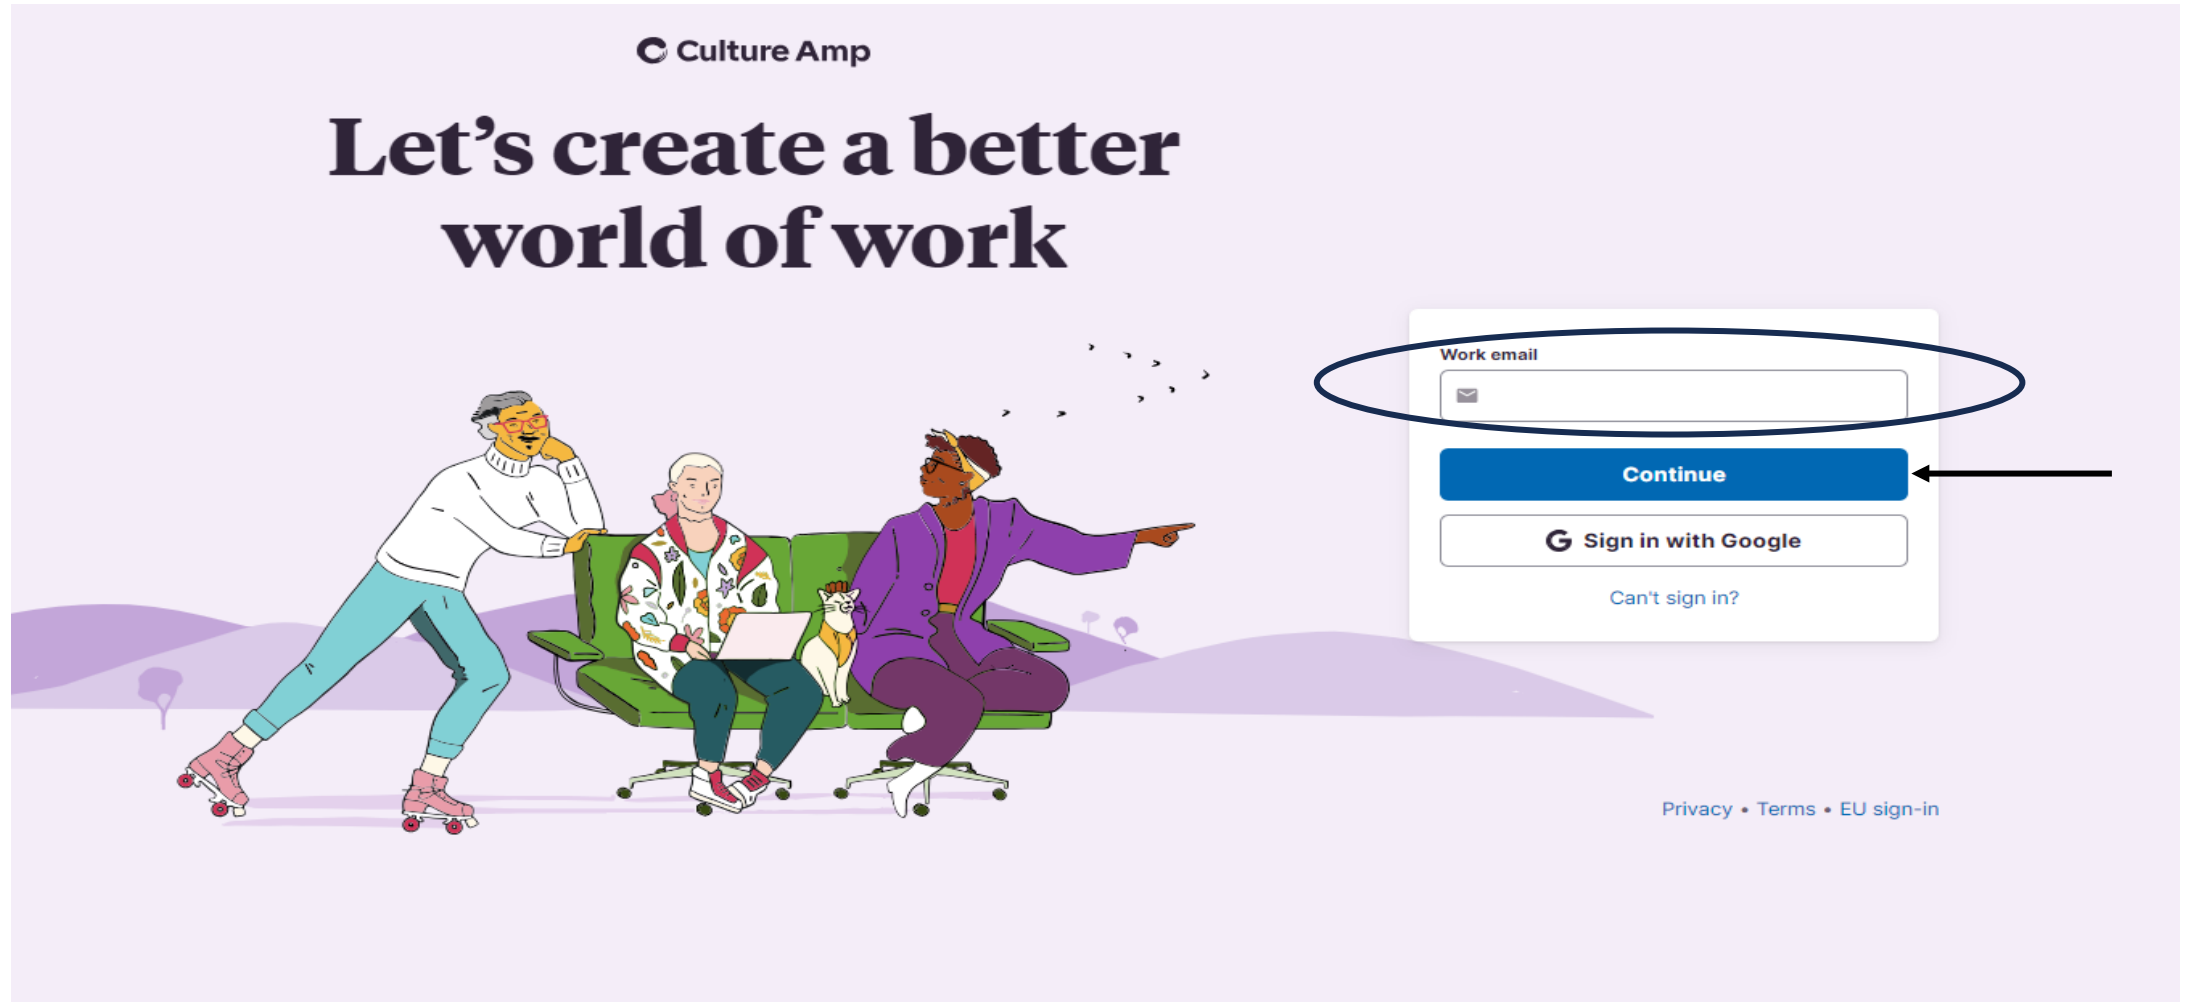 Culture Amp
Let's create a better
world of work
Work email
Continue
Sign in with Google
Can't sign in?
Privacy • Terms • EU sign-in